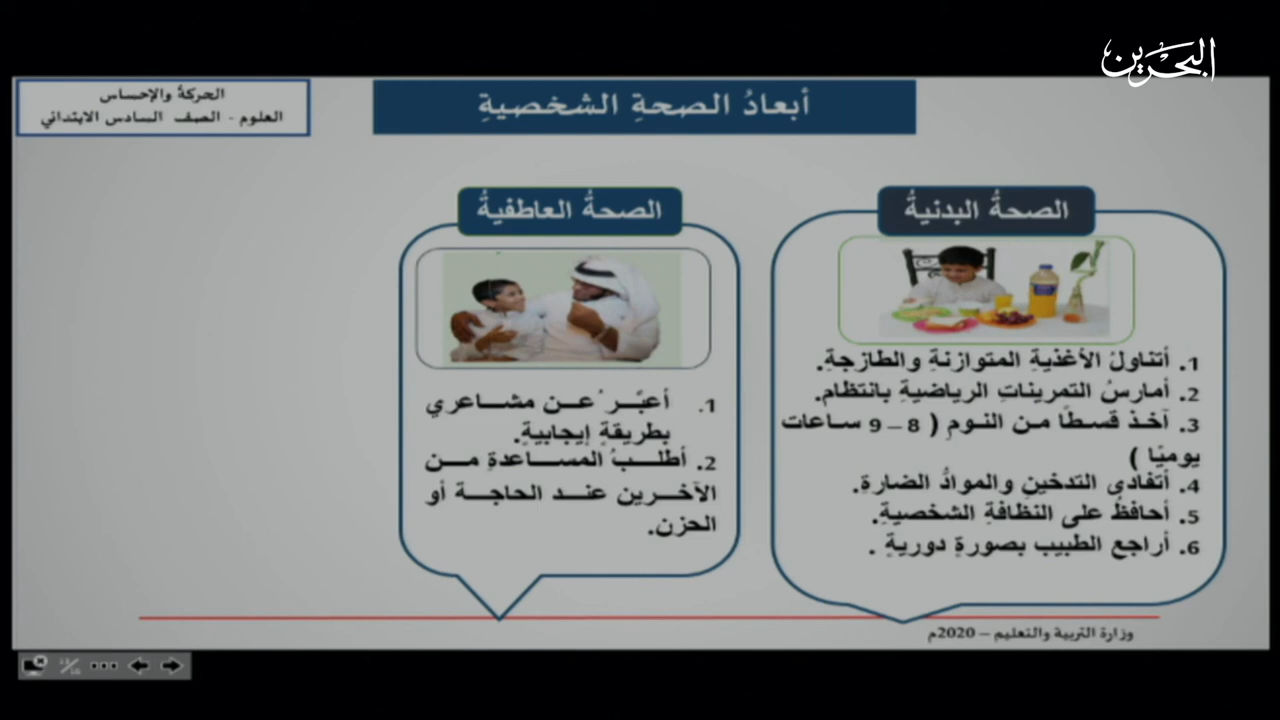 البحرين
الحركة والإحساس
العلوم - الصف السادس الابتدائي
أبعادُ الصحةِ الشخصيةِ
الصحةُ البدنيةُ
1. أتناولُ الأغذيةِ المتوازنةِ والطازجةِ.
2. أمارسُ التمريناتِ الرياضيةِ بانتظام.
3. آخذ قسطًا من النومِ ( 8 – 9 ساعات
يوميًا )
4. أتفادى التدخينِ والموادُّ الضارةِ.
5. أحافظُ على النظافةِ الشخصيةِ.
6. أراجع الطبيب بصورةٍ دوريةٍ .
الصحةُ العاطفيةُ
1. أعبّر عن مشاعري
بطريقةٍ إيجابيةٍ.
2. أطلبُ المساعدةِ من
الآخرين عند الحاجة أو
الحزن.
وزارة التربية والتعليم – 2020م